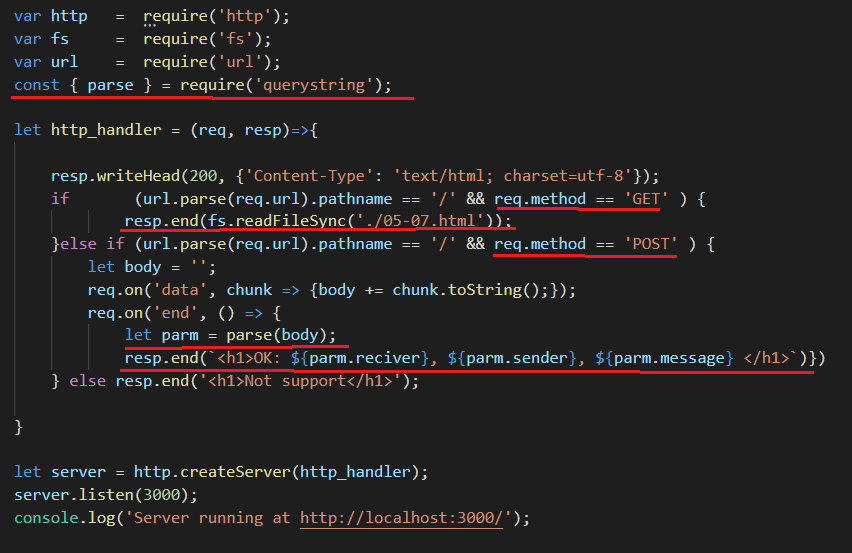 var http   =  require('http');
var fs     =  require('fs');
var url    =  require('url');
const { parse } = require('querystring');
let http_handler = (req, resp)=>{
resp.writeHead(200, {'Content-Type': 'text/html; charset=utf-8'});
if       (url.parse(req.url).pathname == '/' && req.method == 'GET' ) {
resp.end(fs.readFileSync('./05-07.html'));
}else if (url.parse(req.url).pathname == '/' && req.method == 'POST' ) {
let body = '';
req.on('data', chunk => {body += chunk.toString();});
req.on('end', () => {
let parm = parse(body);
resp.end(`<h1>OK: ${parm.reciver}, ${parm.sender}, ${parm.message} </h1>`)})
} else resp.end('<h1>Not support</h1>');
}
let server = http.createServer(http_handler);
server.listen(3000);
console.log('Server running at http://localhost:3000/');